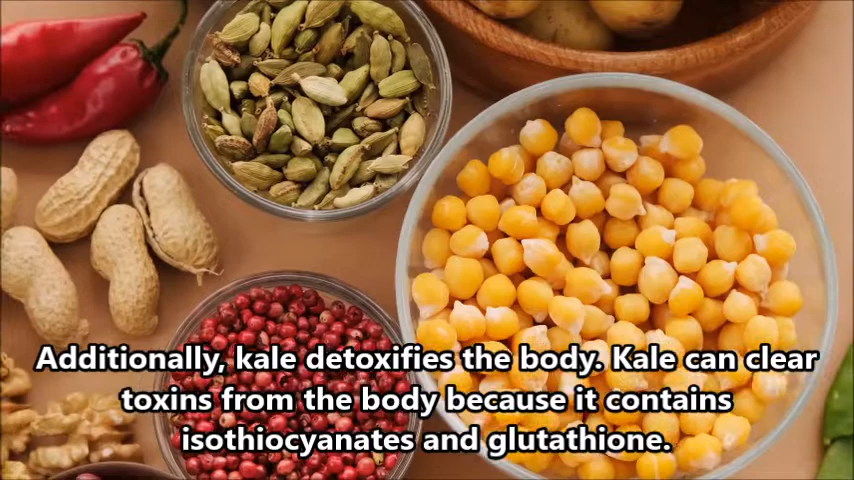 Additionally, kale detoxifies the body. Kale can clear
toxins from the body because it contains
isothiocyanates and glutathione.